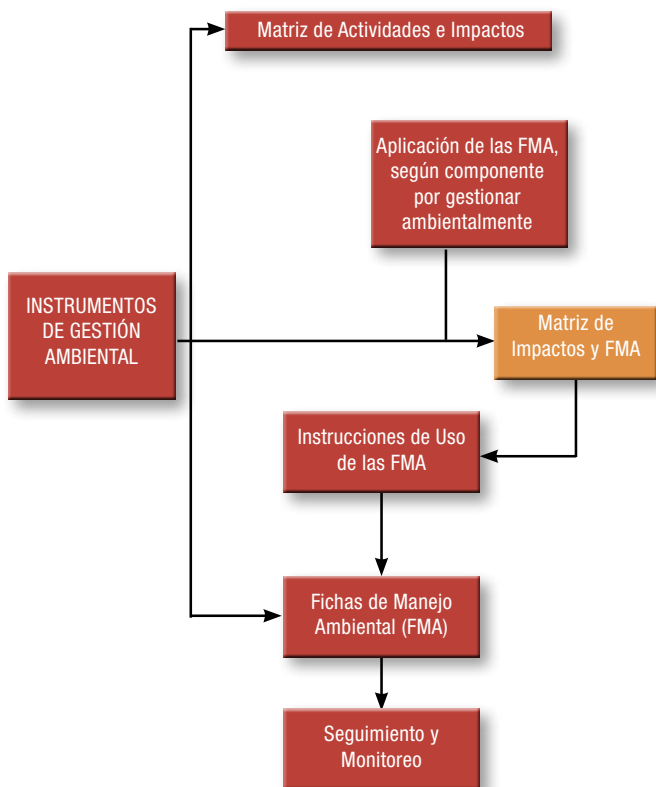 Matriz de Actividades e Impactos
Aplicación de las FMA,
según componente
por gestionar
ambientalmente
INSTRUMENTOS
DE GESTIÓN
AMBIENTAL
Matriz de
Impactos y FMA
Instrucciones de Uso
de las FMA
Fichas de Manejo
Ambiental (FMA)
Seguimiento y
Monitoreo